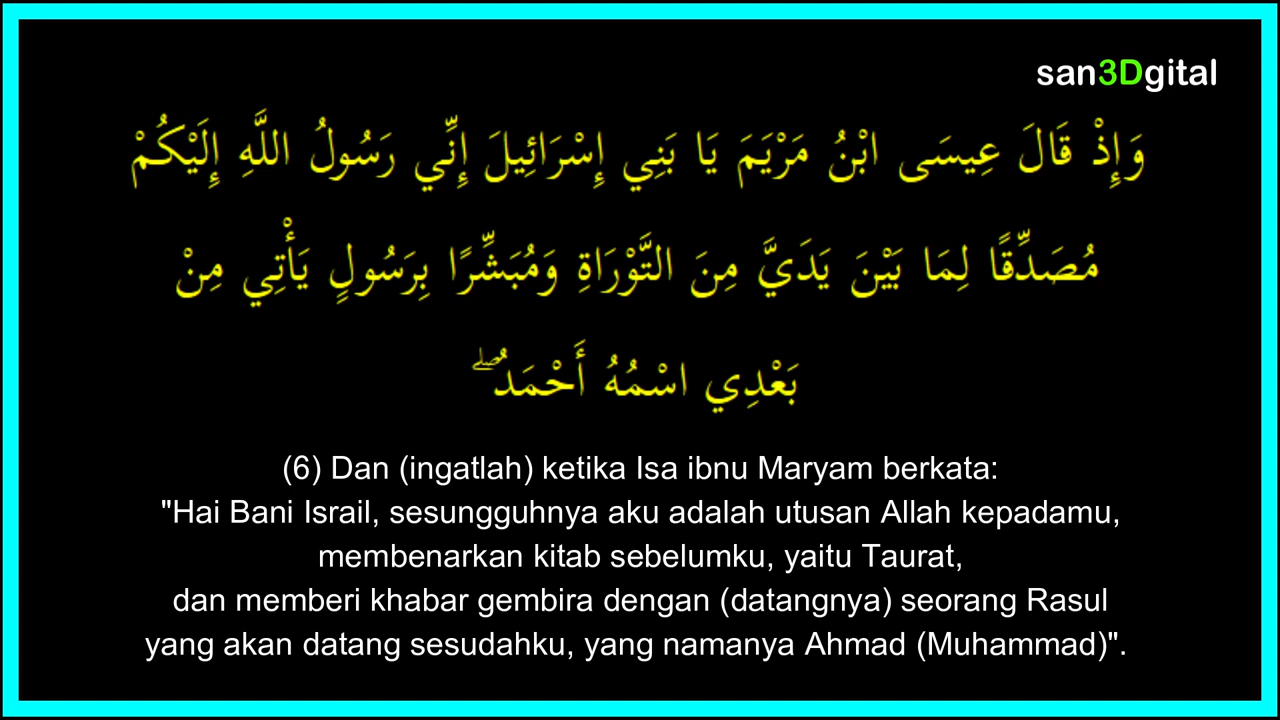 san3Dgital
وَإِذْ قَالَ عِيسَى ابْنُ مَرْيَمَ يَا بَنِي إِسْرَائِيلَ إِنِّي رَسُولُ اللَّهِ إِلَيْكُمْ
مُصَدِّقًا لِمَا بَيْنَ يَدَيَّ مِنَ التَّوْرَاةِ وَمُبَشِّرًا بِرَسُولٍ يَأْتِي مِنْ
بَعْدِي اسْمُهُ أَحْمَدُ ۖ
(6) Dan (ingatlah) ketika Isa ibnu Maryam berkata:
"Hai Bani Israil, sesungguhnya aku adalah utusan Allah kepadamu,
membenarkan kitab sebelumku, yaitu Taurat,
dan memberi khabar gembira dengan (datangnya) seorang Rasul
yang akan datang sesudahku, yang namanya Ahmad (Muhammad)".